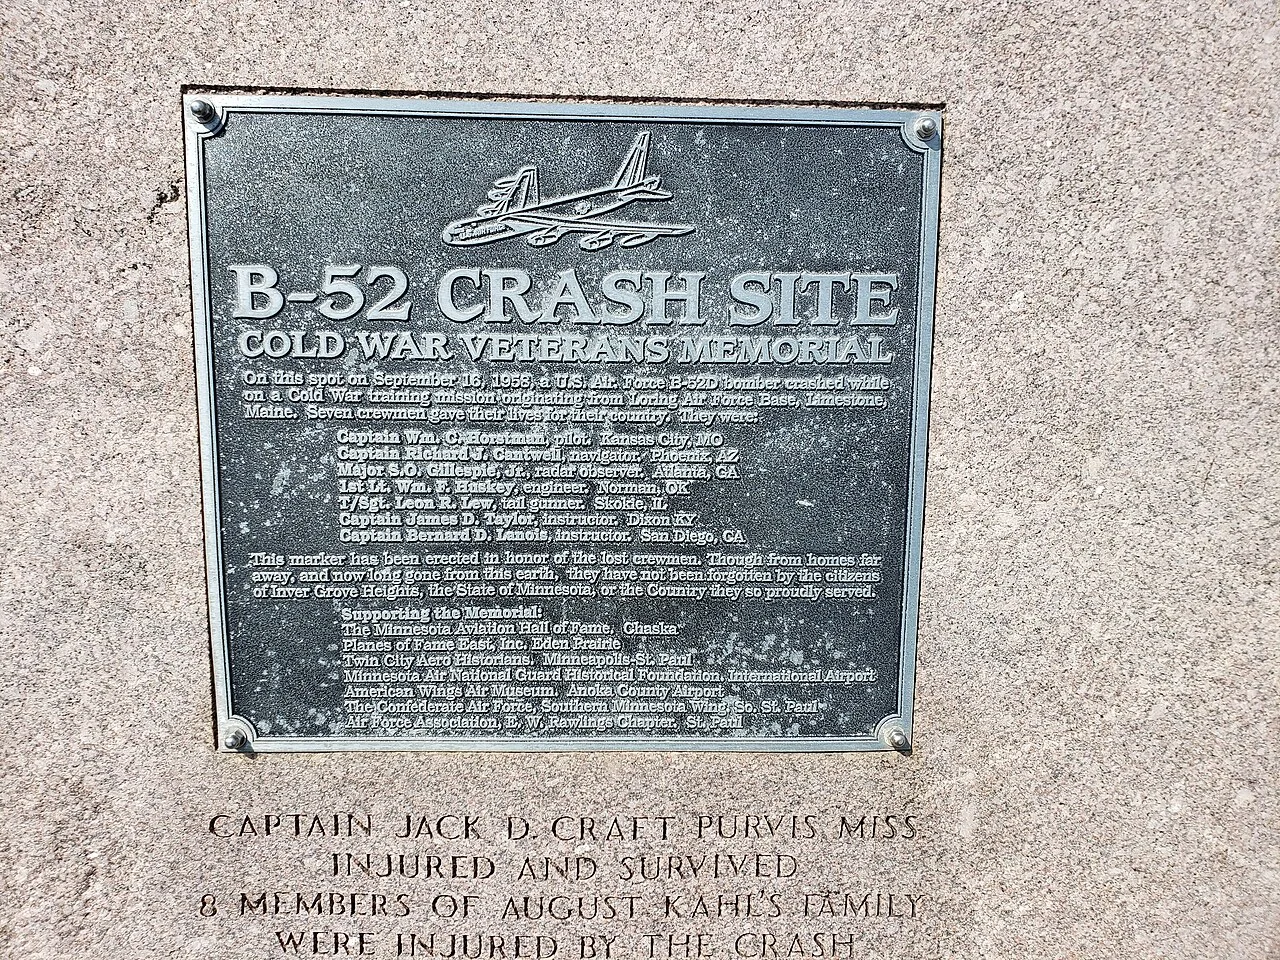 U.S. AIR FORCE
B-52 CRASH SITE
COLD WAR VETERANS MEMORIAL
On this spot on September 16, 1958, a U.S. Air Force B-52D bomber crashed while
on a Cold War training mission originating from Loring Air Force Base, Limestone,
Maine. Seven crewmen gave their lives for their country. They were:
Captain Wm. C. Horstman, pilot. Kansas City, MO
Captain Richard J. Cantwell, navigator. Phoenix, AZ
Major S.O. Gillespie, Jr., radar observer. Atlanta, GA
1st Lt. Wm. F. Huskey, engineer. Norman, OK
T/Sgt. Leon R. Lew, tail gunner. Skokie, IL
Captain James D. Taylor, instructor. Dixon KY
Captain Bernard D. Lanois, instructor. San Diego, CA
This marker has been erected in honor of the lost crewmen. Though from homes far
away, and now long gone from this earth, they have not been forgotten by the citizens
of Inver Grove Heights, the State of Minnesota, or the Country they so proudly served.
Supporting the Memorial:
The Minnesota Aviation Hall of Fame, Chaska
Planes of Fame East, Inc. Eden Prairie
Twin City Aero Historians. Minneapolis-St. Paul
Minnesota Air National Guard Historical Foundation, International Airport
American Wings Air Museum. Anoka County Airport
The Confederate Air Force, Southern Minnesota Wing, So. St. Paul
Air Force Association, E. W. Rawlings Chapter. St. Paul
CAPTAIN JACK D. CRAFT PURVIS MISS
INJURED AND SURVIVED
8 MEMBERS OF AUGUST KAHL'S FAMILY
WERE INJURED BY THE CRASH